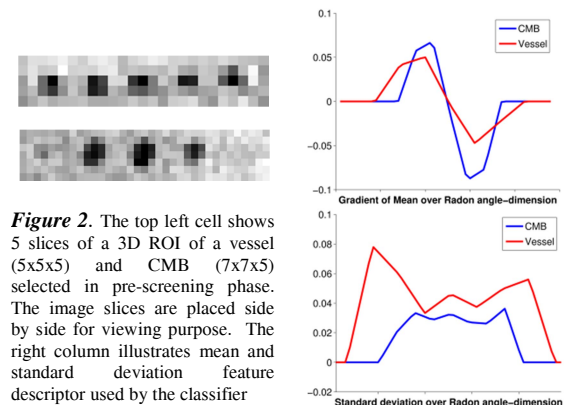 0.1
0.05
0
−0.05
−0.1
CMB
Vessel
Gradient of Mean over Radon angle−dimension
0.1
0.08
0.06
0.04
0.02
0
−0.02
CMB
Vessel
Standard deviation over Radon angle−dimension
Figure 2. The top left cell shows
5 slices of a 3D ROI of a vessel
(5x5x5) and CMB (7x7x5)
selected in pre-screening phase.
The image slices are placed side
by side for viewing purpose. The
right column illustrates mean and
standard deviation feature
descriptor used by the classifier